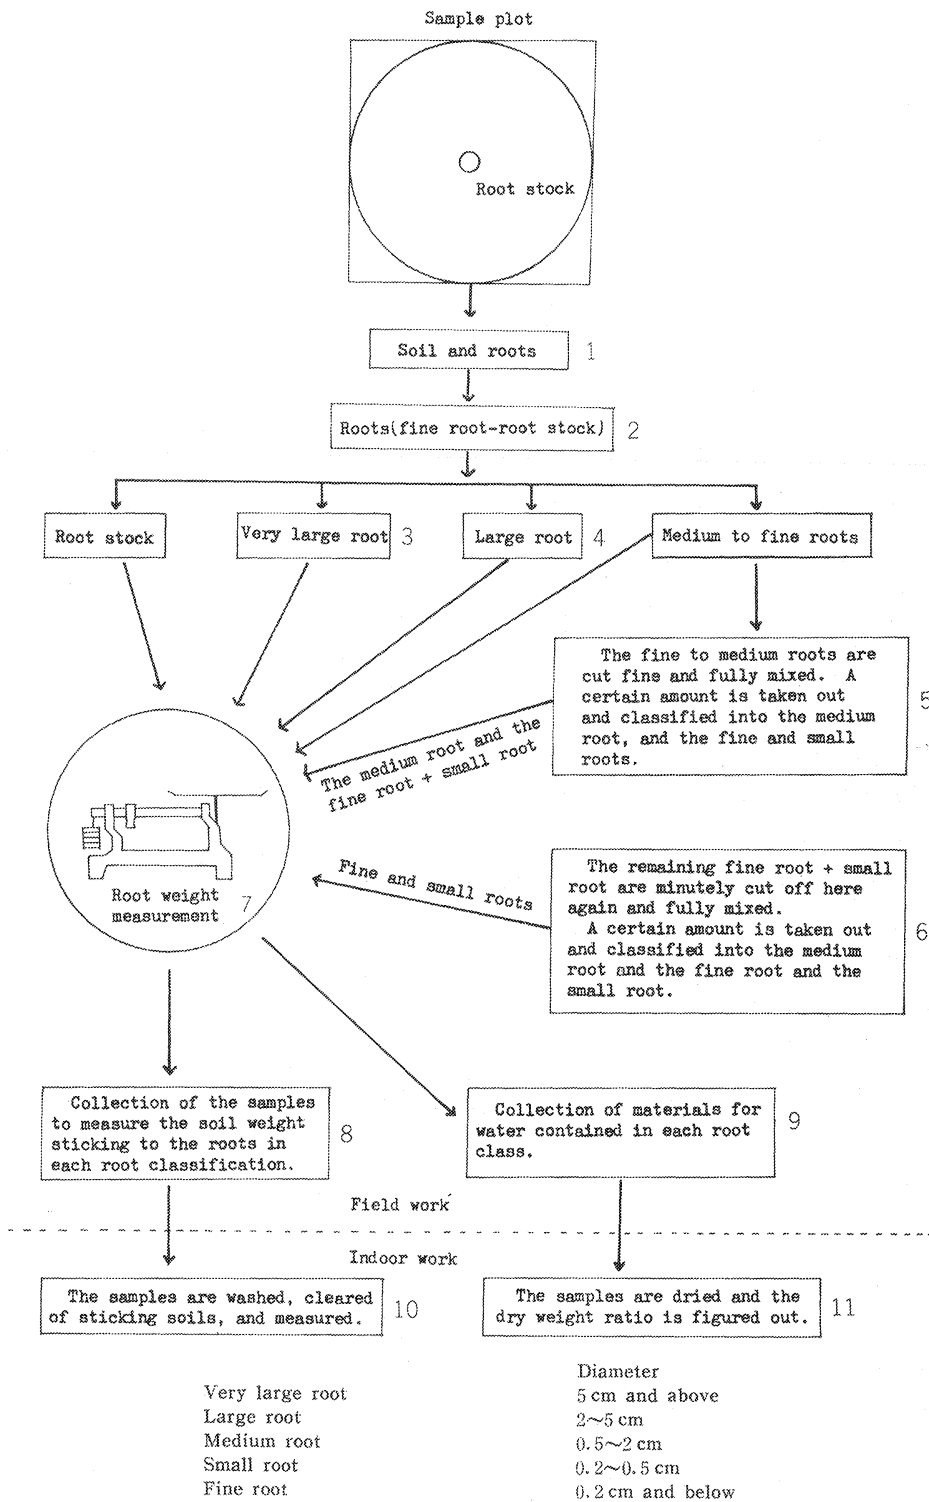 Sample plot
Root stock
Soil and roots 1
Roots(fine root-root stock) 2
Root stock
Very large root 3
Large root 4
Medium to fine roots
The fine to medium roots are
cut fine and fully mixed. A
certain amount is taken out
and classified into the medium
root, and the fine and small
roots.
5
The medium root and the
fine root + small root
Root weight
measurement 7
Fine and small roots
The remaining fine root + small
root are minutely cut off here
again and fully mixed.
A certain amount is taken out
and classified into the medium
root and the fine root and the
small root.
6
Collection of the samples
to measure the soil weight
sticking to the roots in
each root classification.
8
Collection of materials for
water contained in each root
class.
9
Field work
Indoor work
The samples are washed, cleared
of sticking soils, and measured.
10
The samples are dried and the
dry weight ratio is figured out.
11
Diameter
Very large root 5 cm and above
Large root 2~5 cm
Medium root 0.5~2 cm
Small root 0.2~0.5 cm
Fine root 0.2 cm and below